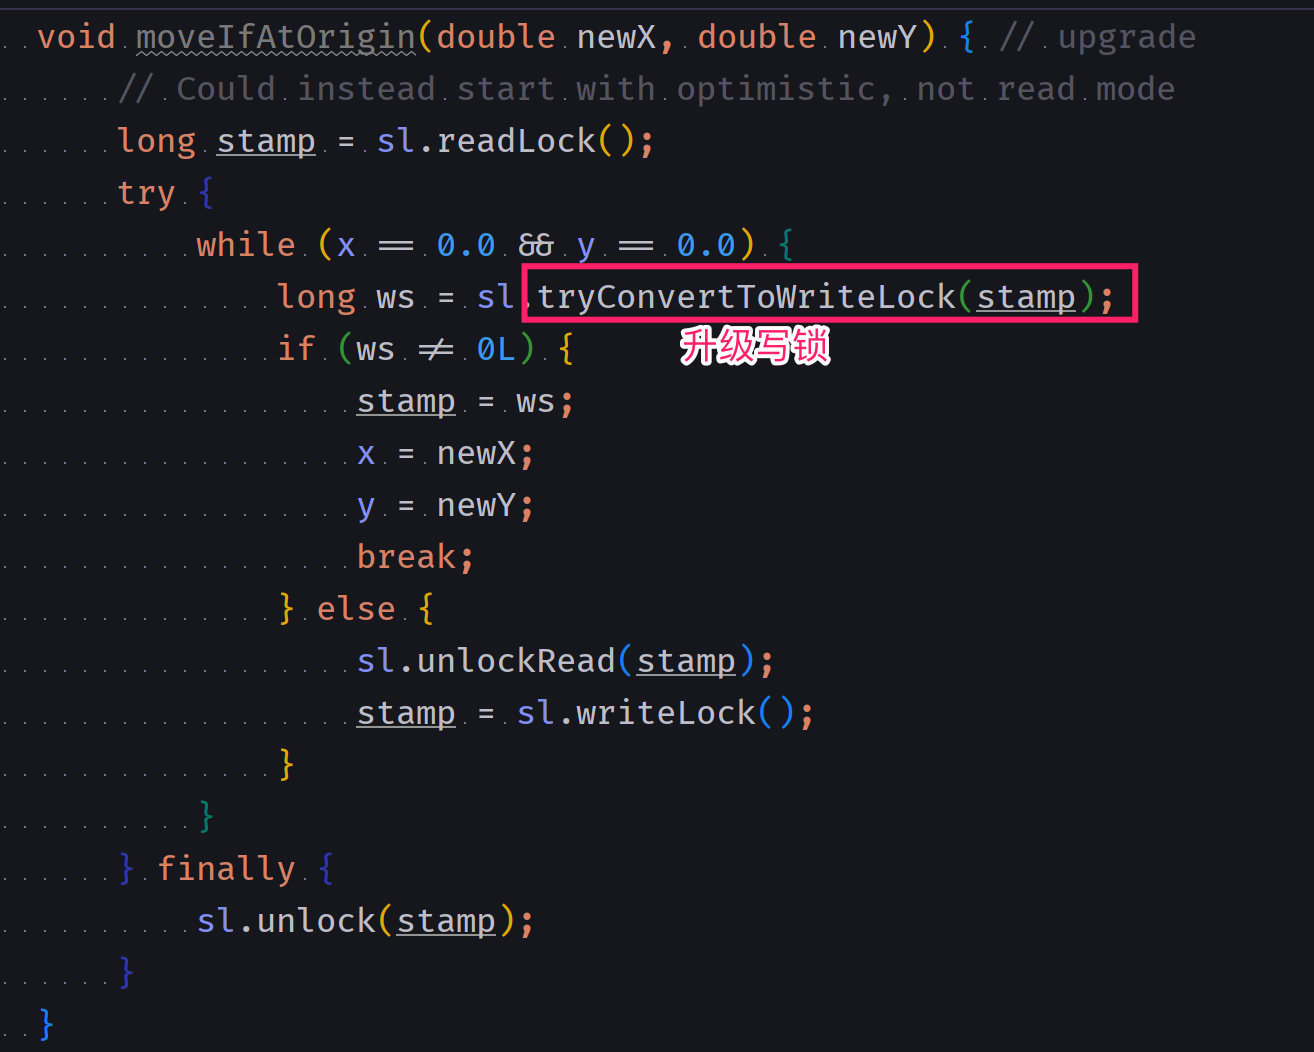 void moveIfAtOrigin(double newX, double newY) { // upgrade
// Could instead start with optimistic, not read mode
long stamp = sl.readLock();
try {
while (x == 0.0 && y == 0.0) {
long ws = sl.tryConvertToWriteLock(stamp);
升级写锁
if (ws != 0L) {
stamp = ws;
x = newX;
y = newY;
break;
} else {
sl.unlockRead(stamp);
stamp = sl.writeLock();
}
}
} finally {
sl.unlock(stamp);
}
}